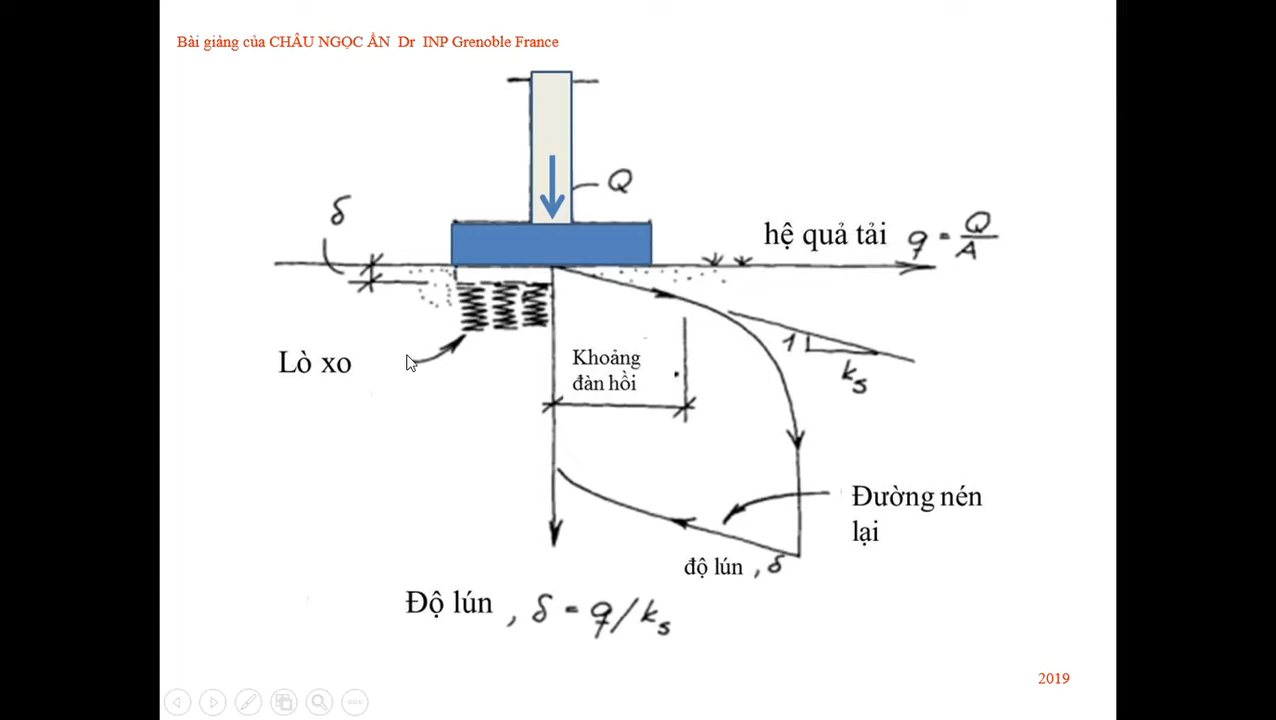 Bài giảng của CHÂU NGỌC ẨN Dr INP Grenoble France
Q
δ
hệ quả tải q = Q/A
Lò xo
Khoảng
đàn hồi
1
ks
Đường nén
lại
độ lún , δ
Độ lún , δ = q/ks
2019